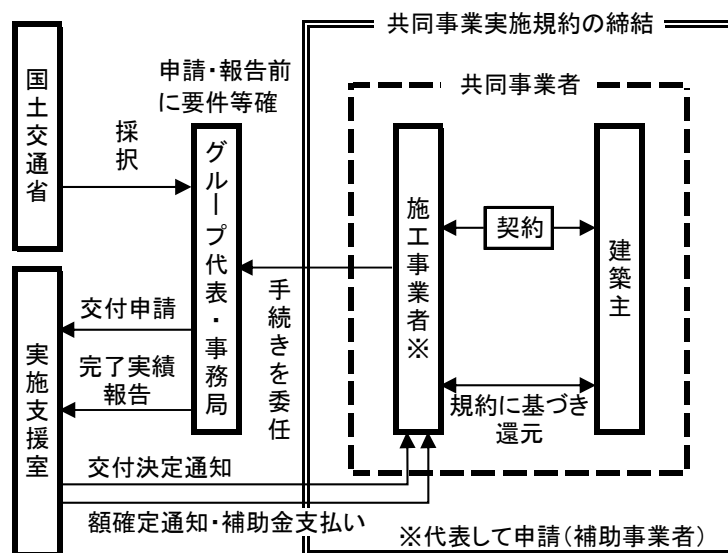 共同事業実施規約の締結
国土交通省
申請・報告前
に要件等確
共同事業者
採択
グループ代表・事務局
施工事業者※
契約
建築主
手続きを委任
交付申請
実施支援室
完了実績
報告
規約に基づき
還元
交付決定通知
額確定通知・補助金支払い
※代表して申請(補助事業者)